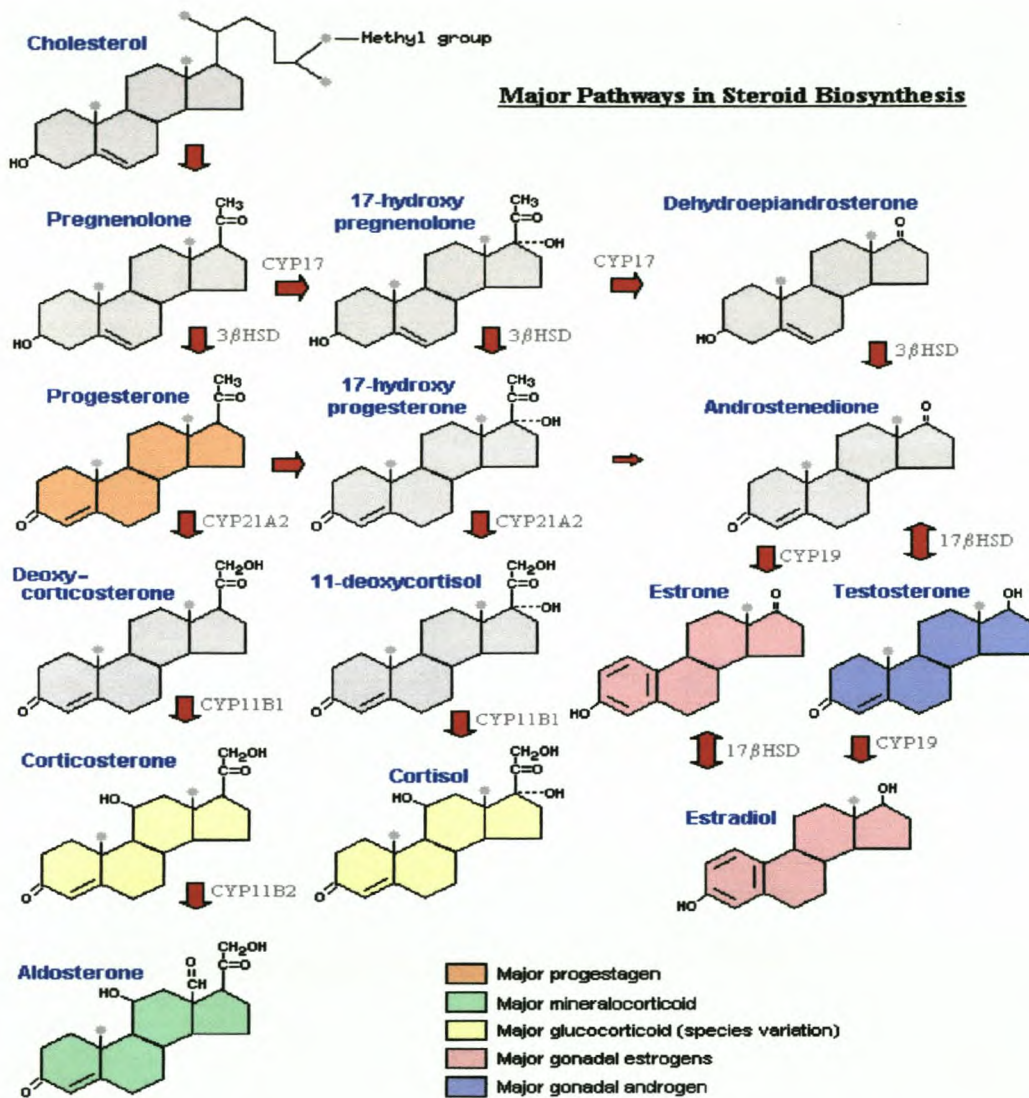 Cholesterol
Methyl group
Major Pathways in Steroid Biosynthesis
HO
Pregnenolone
CH3
C=O
HO
CYP17
17-hydroxy
pregnenolone
CH3
C=O
OH
HO
CYP17
Dehydroepiandrosterone
O
HO
3βHSD
3βHSD
3βHSD
Progesterone
CH3
C=O
O
17-hydroxy
progesterone
CH3
C=O
OH
O
Androstenedione
O
O
CYP21A2
CYP21A2
CYP19
17βHSD
Deoxy-
corticosterone
CH2OH
C=O
O
11-deoxycortisol
CH2OH
C=O
OH
O
Estrone
O
HO
Testosterone
OH
O
CYP11B1
CYP11B1
17βHSD
CYP19
Corticosterone
CH2OH
C=O
HO
O
Cortisol
CH2OH
C=O
HO
OH
O
Estradiol
OH
HO
CYP11B2
Aldosterone
O
CH
CH2OH
C=O
HO
O
Major progestagen
Major mineralocorticoid
Major glucocorticoid (species variation)
Major gonadal estrogens
Major gonadal androgen